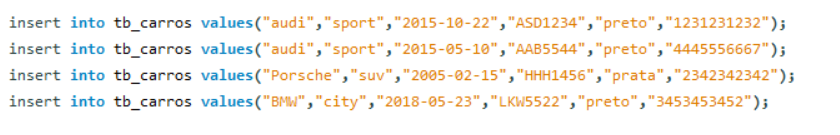 insert into tb_carros values("audi","sport","2015-10-22","ASD1234","preto","1231231232");
insert into tb_carros values("audi","sport","2015-05-10","AAB5544","preto","4445556667");
insert into tb_carros values("Porsche","suv","2005-02-15","HHH1456","prata","2342342342");
insert into tb_carros values("BMW","city","2018-05-23","LKW5522","preto","3453453452");